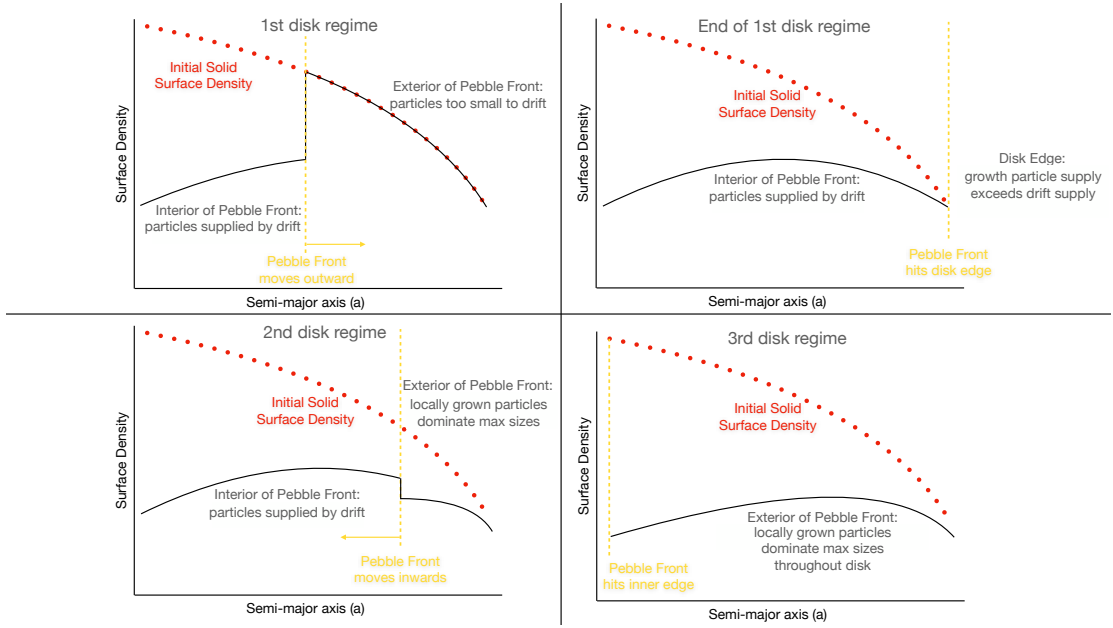 1st disk regime
Initial Solid
Surface Density
Exterior of Pebble Front:
particles too small to drift
Interior of Pebble Front:
particles supplied by drift
Pebble Front
moves outward
Surface Density
Semi-major axis (a)
End of 1st disk regime
Initial Solid
Surface Density
Disk Edge:
growth particle supply
exceeds drift supply
Interior of Pebble Front:
particles supplied by drift
Pebble Front
hits disk edge
Surface Density
Semi-major axis (a)
2nd disk regime
Exterior of Pebble Front:
locally grown particles
dominate max sizes
Initial Solid
Surface Density
Interior of Pebble Front:
particles supplied by drift
Pebble Front
moves inwards
Surface Density
Semi-major axis (a)
3rd disk regime
Initial Solid
Surface Density
Exterior of Pebble Front:
locally grown particles
dominate max sizes
throughout disk
Pebble Front
hits inner edge
Surface Density
Semi-major axis (a)